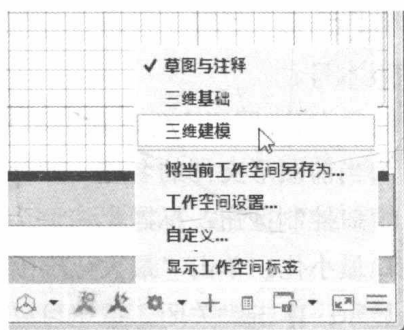 草图与注释
三维基础
三维建模
将当前工作空间另存为...
工作空间设置...
自定义...
显示工作空间标签